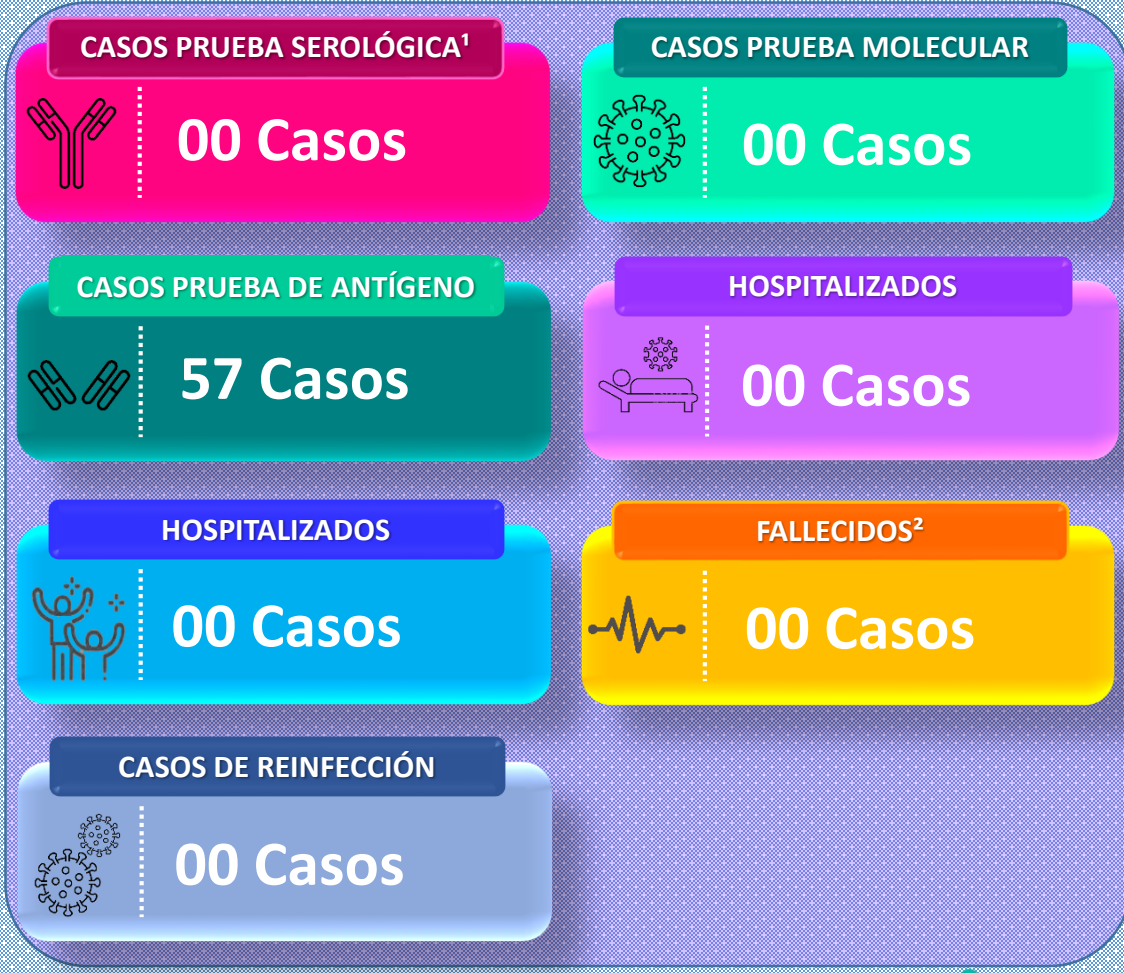 CASOS PRUEBA SEROLÓGICA¹
00 Casos
CASOS PRUEBA MOLECULAR
00 Casos
CASOS PRUEBA DE ANTÍGENO
57 Casos
HOSPITALIZADOS
00 Casos
HOSPITALIZADOS
00 Casos
FALLECIDOS²
00 Casos
CASOS DE REINFECCIÓN
00 Casos